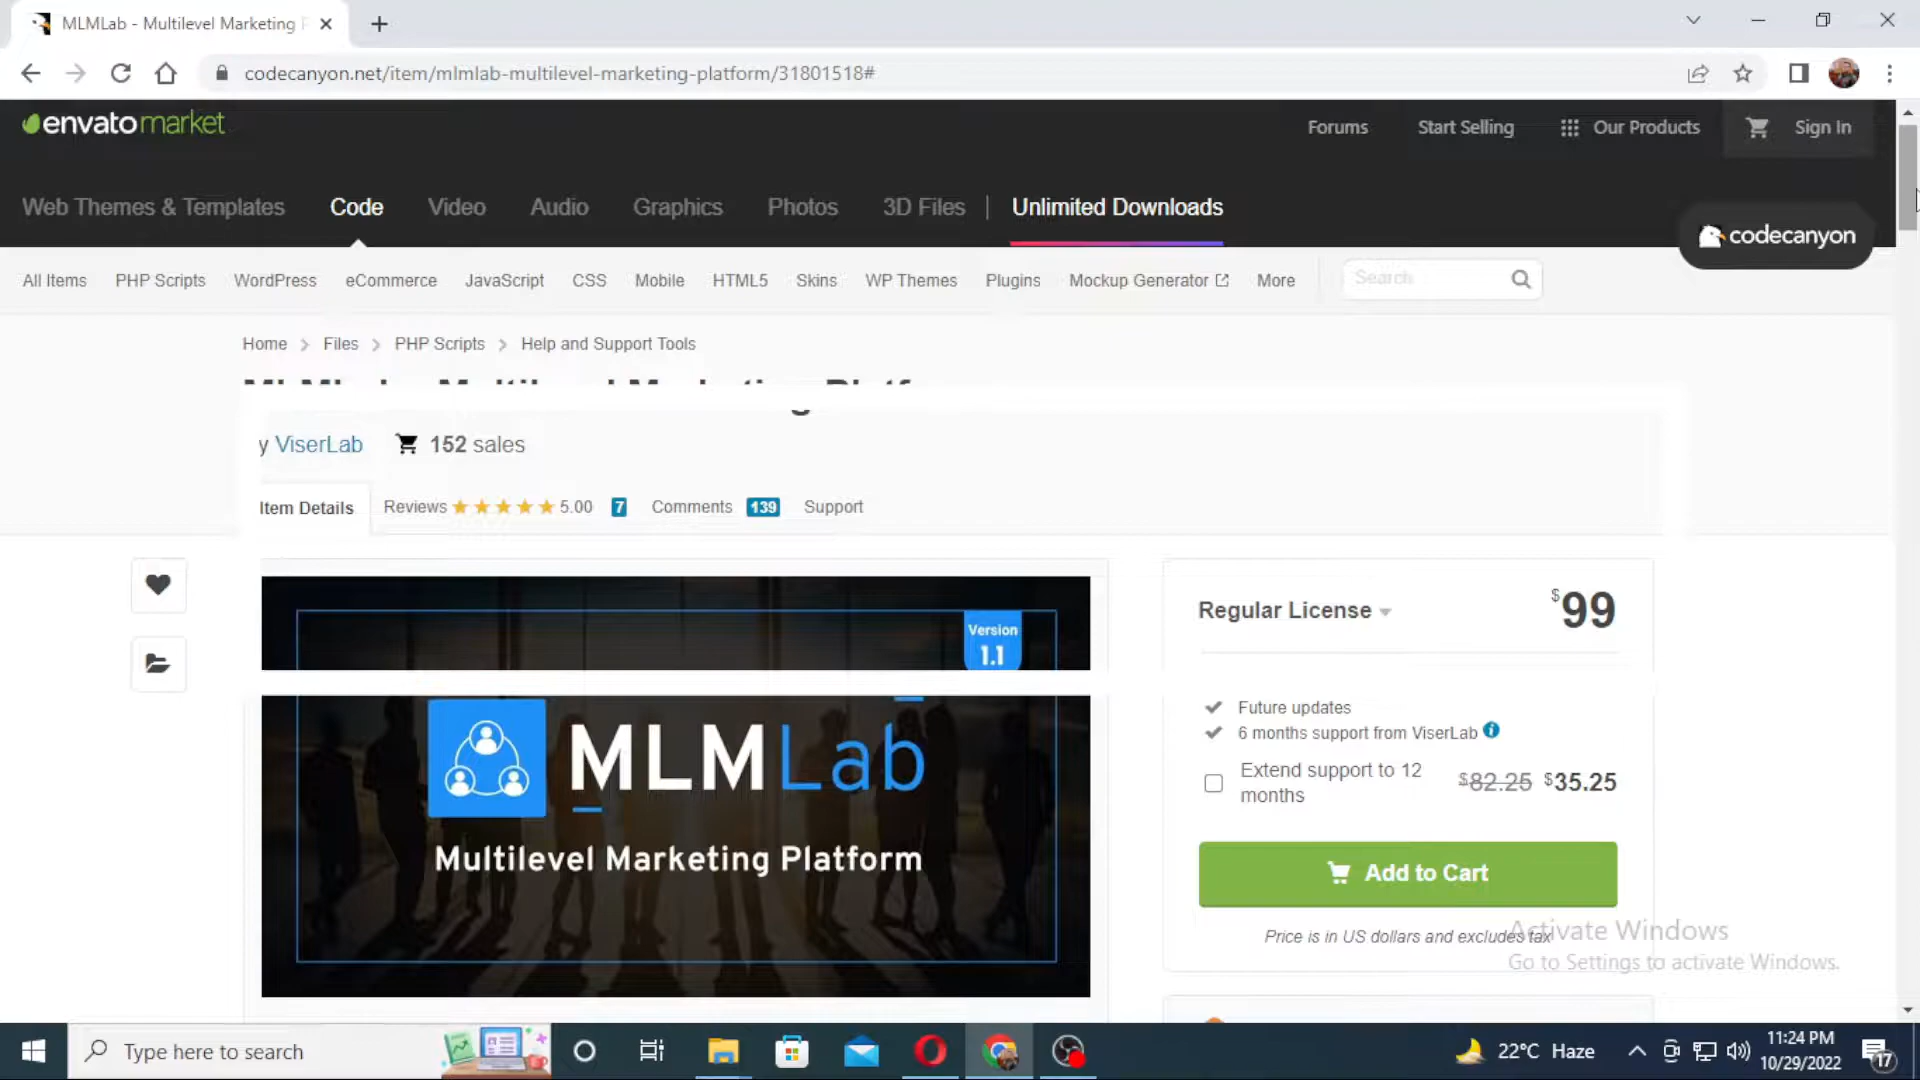 MLMLab - Multilevel Marketing
codecanyon.net/item/mlmlab-multilevel-marketing-platform/31801518#
envatomarket
Forums
Start Selling
Our Products
Sign In
Web Themes & Templates
Code
Video
Audio
Graphics
Photos
3D Files
Unlimited Downloads
codecanyon
All Items
PHP Scripts
WordPress
eCommerce
JavaScript
CSS
Mobile
HTML5
Skins
WP Themes
Plugins
Mockup Generator
More
Search
Home > Files > PHP Scripts > Help and Support Tools
y ViserLab
152 sales
Item Details
Reviews 5.00 7
Comments 139
Support
Version
1.1
MLMLab
Multilevel Marketing Platform
Regular License
$99
Future updates
6 months support from ViserLab
Extend support to 12
months
$82.25 $35.25
Add to Cart
Price is in US dollars and excludes tax
Activate Windows
Go to Settings to activate Windows.
Type here to search
22°C Haze
11:24 PM
10/29/2022
17